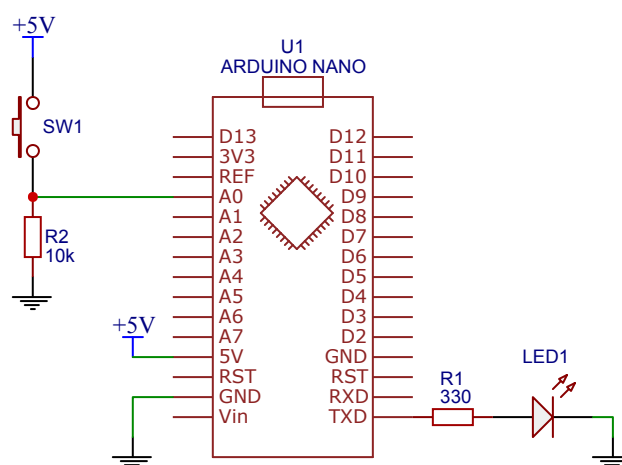 +5V
SW1
R2
10k
U1
ARDUINO NANO
D13
3V3
REF
A0
A1
A2
A3
A4
A5
A6
A7
5V
RST
GND
Vin
D12
D11
D10
D9
D8
D7
D6
D5
D4
D3
D2
GND
RST
RXD
TXD
+5V
R1
330
LED1